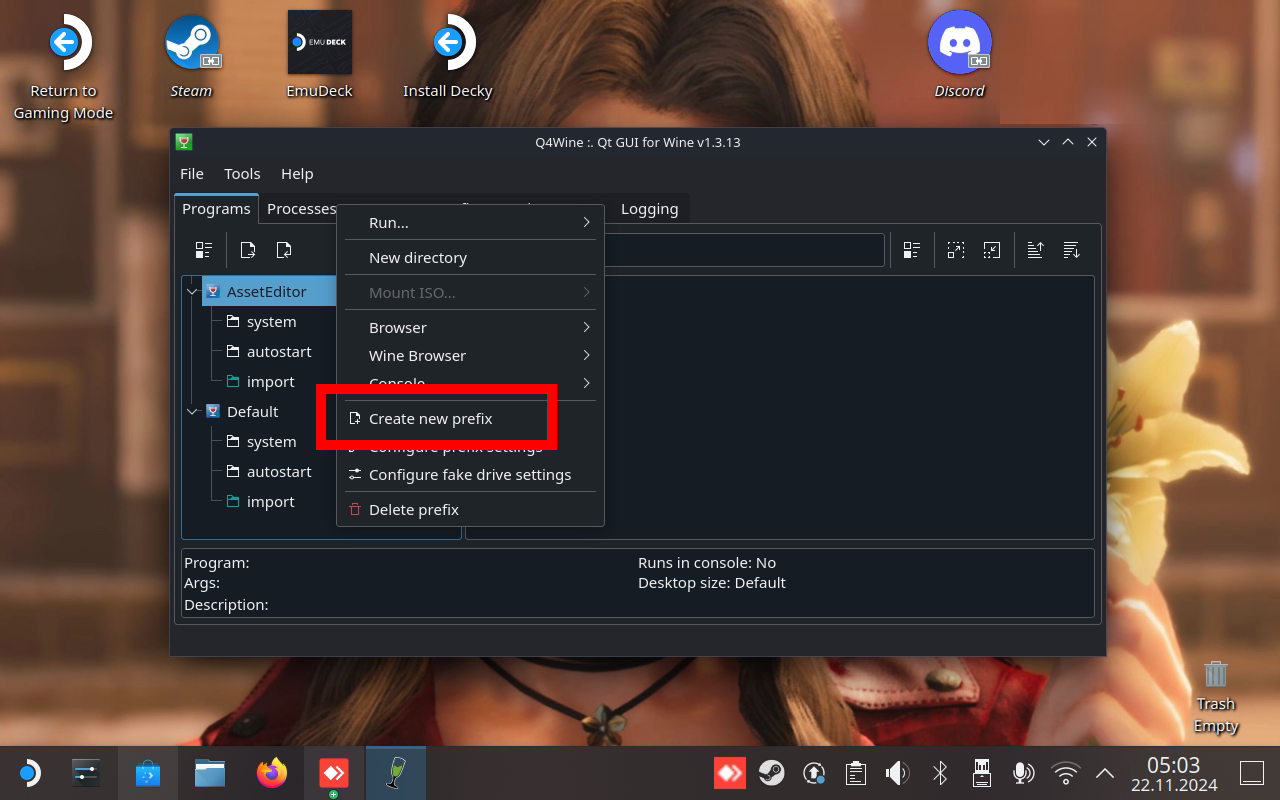 Return to
Gaming Mode
Steam
EMUDECK
EmuDeck
Install Decky
Discord
Q4Wine :. Qt GUI for Wine v1.3.13
File Tools Help
Programs Processes Logging
Run...
New directory
AssetEditor
Mount ISO...
system
Browser
autostart
Wine Browser
import
Console
Default
Create new prefix
system
Configure prefix settings
autostart
Configure fake drive settings
import
Delete prefix
Program:
Runs in console: No
Args:
Desktop size: Default
Description:
Trash
Empty
05:03
22.11.2024